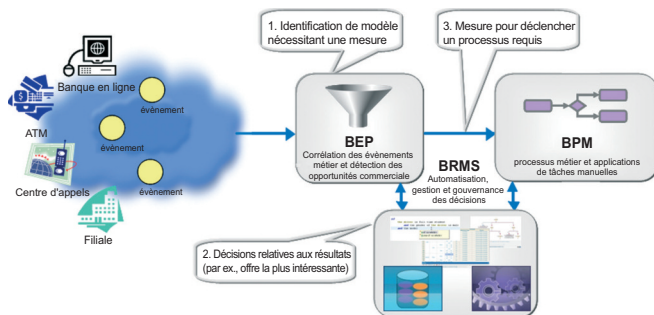 1. Identification de modèle
nécessitant une mesure
3. Mesure pour déclencher
un processus requis
Banque en ligne
évènement
ATM
évènement
Centre d'appels
évènement
Filiale
BEP
Corrélation des évènements
métier et détection des
opportunités commerciale
BRMS
Automatisation,
gestion et gouvernance
des décisions
BPM
processus métier et applications
de tâches manuelles
2. Décisions relatives aux résultats
(par ex., offre la plus intéressante)